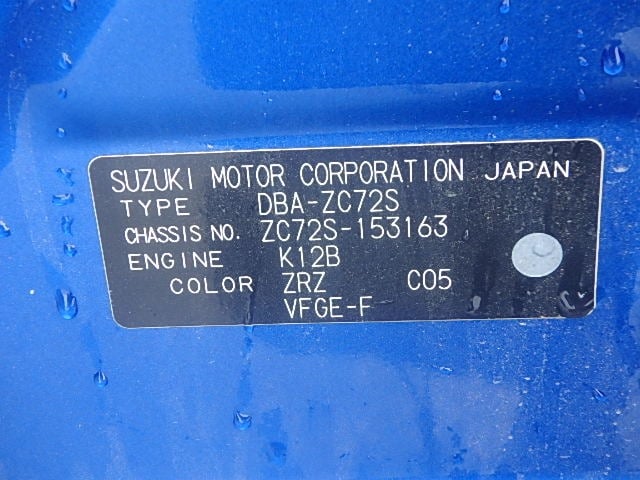 SUZUKI MOTOR CORPORATION JAPAN
TYPE DBA-ZC72S
CHASSIS NO. ZC72S-153163
ENGINE K12B
COLOR ZRZ C05
VFGE-F